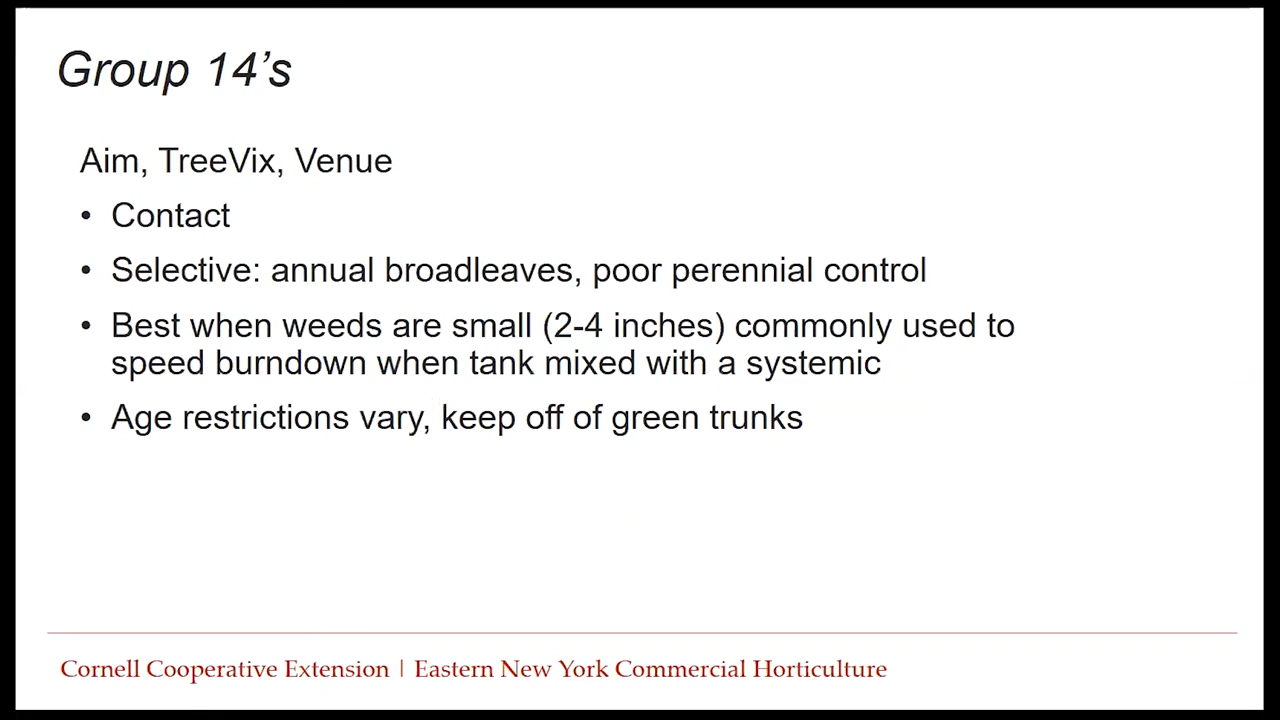 Group 14’s
Aim, TreeVix, Venue
• Contact
• Selective: annual broadleaves, poor perennial control
• Best when weeds are small (2-4 inches) commonly used to
speed burndown when tank mixed with a systemic
• Age restrictions vary, keep off of green trunks
Cornell Cooperative Extension | Eastern New York Commercial Horticulture